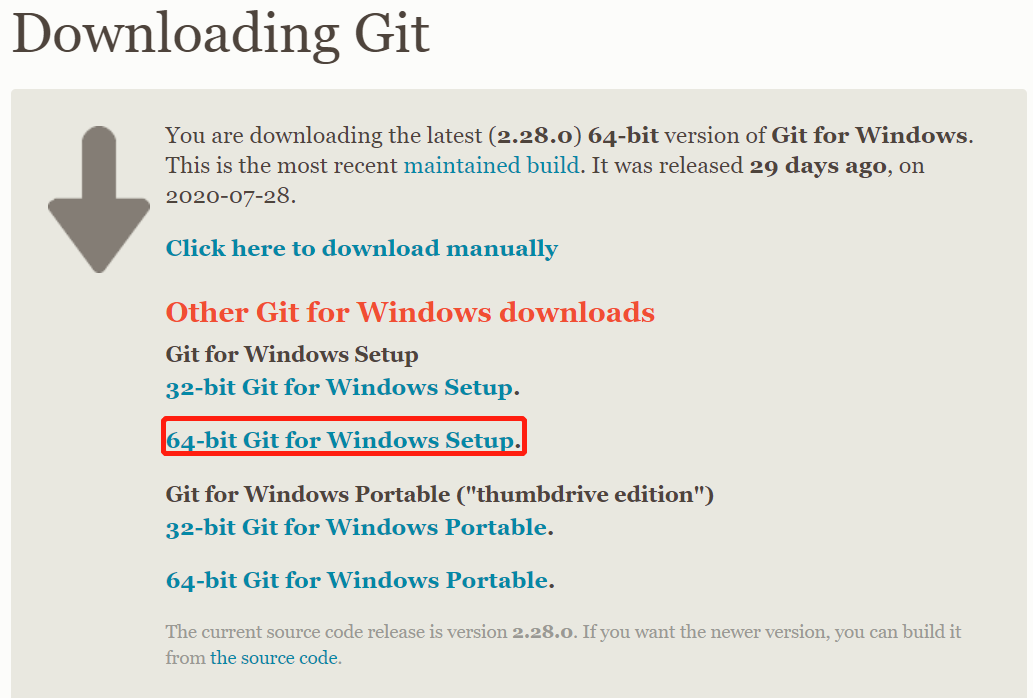 Downloading Git
You are downloading the latest (2.28.0) 64-bit version of Git for Windows.
This is the most recent maintained build. It was released 29 days ago, on
2020-07-28.
Click here to download manually
Other Git for Windows downloads
Git for Windows Setup
32-bit Git for Windows Setup.
64-bit Git for Windows Setup.
Git for Windows Portable ("thumbdrive edition")
32-bit Git for Windows Portable.
64-bit Git for Windows Portable.
The current source code release is version 2.28.0. If you want the newer version, you can build it
from the source code.